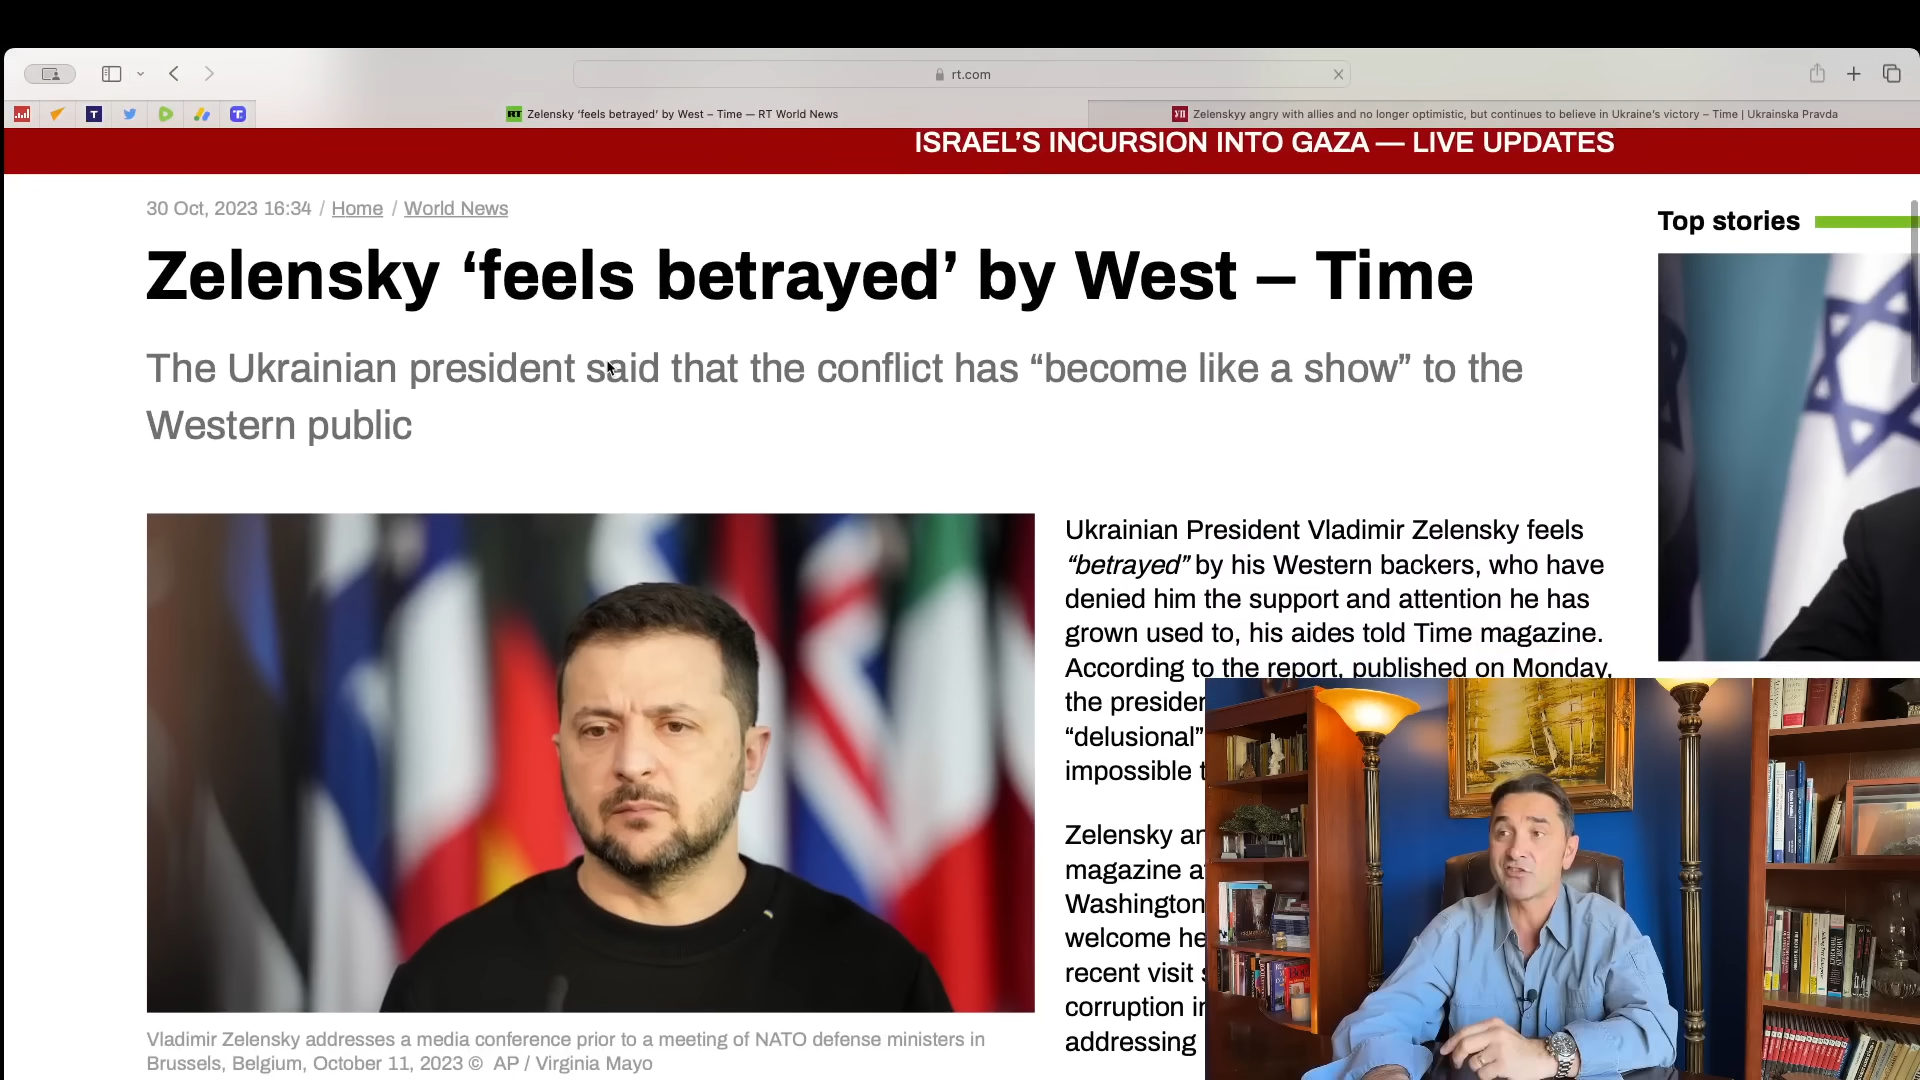 rt.com
T
RT
Zelensky ‘feels betrayed’ by West – Time — RT World News
УП
Zelenskyy angry with allies and no longer optimistic, but continues to believe in Ukraine's victory – Time | Ukrainska Pravda
ISRAEL’S INCURSION INTO GAZA — LIVE UPDATES
30 Oct, 2023 16:34 / Home / World News
Zelensky ‘feels betrayed’ by West – Time
The Ukrainian president said that the conflict has “become like a show” to the
Western public
Top stories
Ukrainian President Vladimir Zelensky feels
“betrayed” by his Western backers, who have
denied him the support and attention he has
grown used to, his aides told Time magazine.
According to the report, published on Monday,
the presiden
“delusional”
impossible t
Zelensky an
magazine a
Washington
welcome he
recent visit
corruption i
addressing
Vladimir Zelensky addresses a media conference prior to a meeting of NATO defense ministers in
Brussels, Belgium, October 11, 2023 © AP / Virginia Mayo